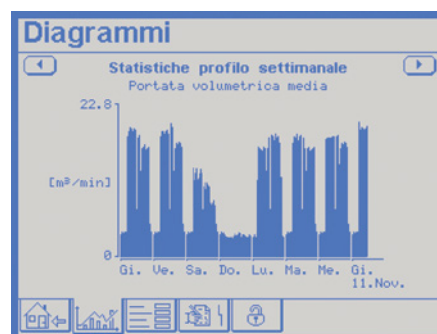 Diagrammi
Statistiche profilo settimanale
Portata volumetrica media
22.8
[m³/min]
0
Gi. Ve. Sa. Do. Lu. Ma. Me. Gi.
11.Nov.